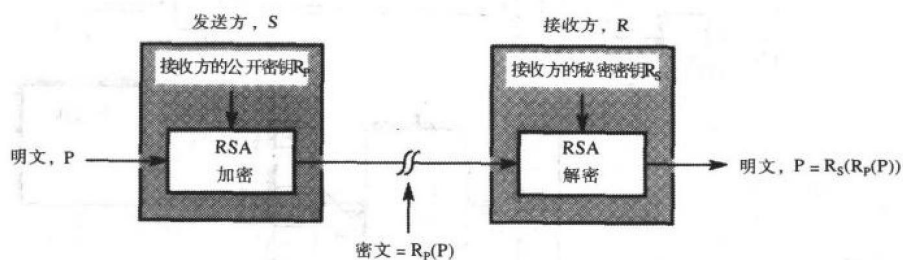 发送方，S
接收方，R
接收方的公开密钥R_P
接收方的秘密密钥R_S
明文，P
RSA
加密
RSA
解密
明文，P = R_S(R_P(P))
密文 = R_P(P)